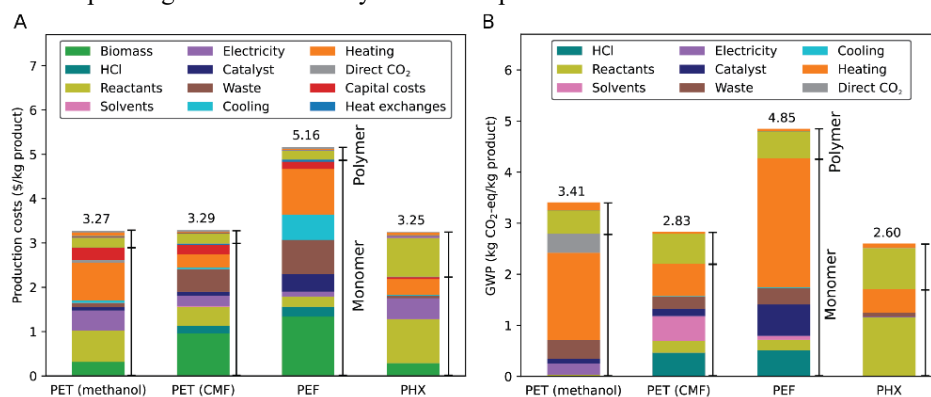 A
B
Biomass Electricity Heating
HCl Catalyst Direct CO₂
Reactants Waste Capital costs
Solvents Cooling Heat exchanges
Production costs ($/kg product)
7
6
5
4
3
2
1
0
3.27
3.29
5.16
3.25
Polymer
Monomer
PET (methanol) PET (CMF) PEF PHX
HCl Electricity Cooling
Reactants Catalyst Heating
Solvents Waste Direct CO₂
GWP (kg CO₂-eq/kg product)
6
5
4
3
2
1
0
3.41
2.83
4.85
2.60
Polymer
Monomer
PET (methanol) PET (CMF) PEF PHX